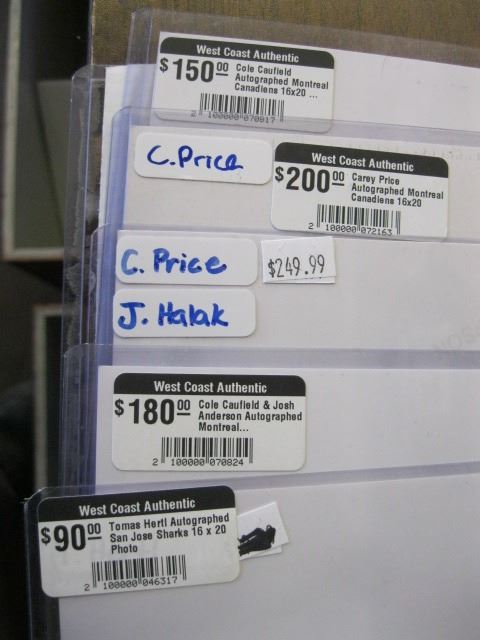 West Coast Authentic
$150 00 Cole Caufield
Autographed Montreal
Canadiens 16x20 ...
2 100000 070817
C. Price
West Coast Authentic
$200 00 Carey Price
Autographed Montreal
Canadiens 16x20
2 100000 072163
C. Price
$249.99
J. Halak
West Coast Authentic
$180 00 Cole Caufield & Josh
Anderson Autographed
Montreal...
2 100000 070824
West Coast Authentic
$90 00 Tomas Hertl Autographed
San Jose Sharks 16 x 20
Photo
2 100000 046317